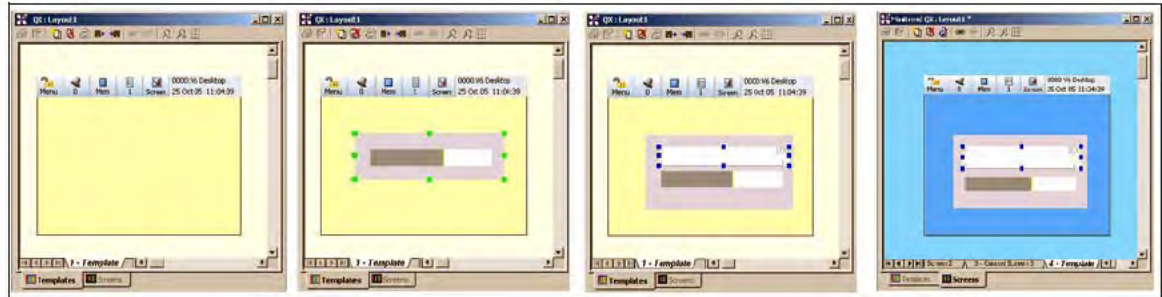 QX: Layout1
Menu 0 Mem 1 Screen
0000:V6 Desktop
25 Oct 05 11:04:39
1 - Template
Templates Screens
QX: Layout1
Menu 0 Mem 1 Screen
0000:V6 Desktop
25 Oct 05 11:04:39
1 - Template
Templates Screens
QX: Layout1
Menu 0 Mem 1 Screen
0000:V6 Desktop
25 Oct 05 11:04:39
1 - Template
Templates Screens
QX: Layout1 *
Menu 0 Mem 1 Screen
0000 V6 Desktop
25 Oct 05 11:04:39
4 - Template
Templates Screens